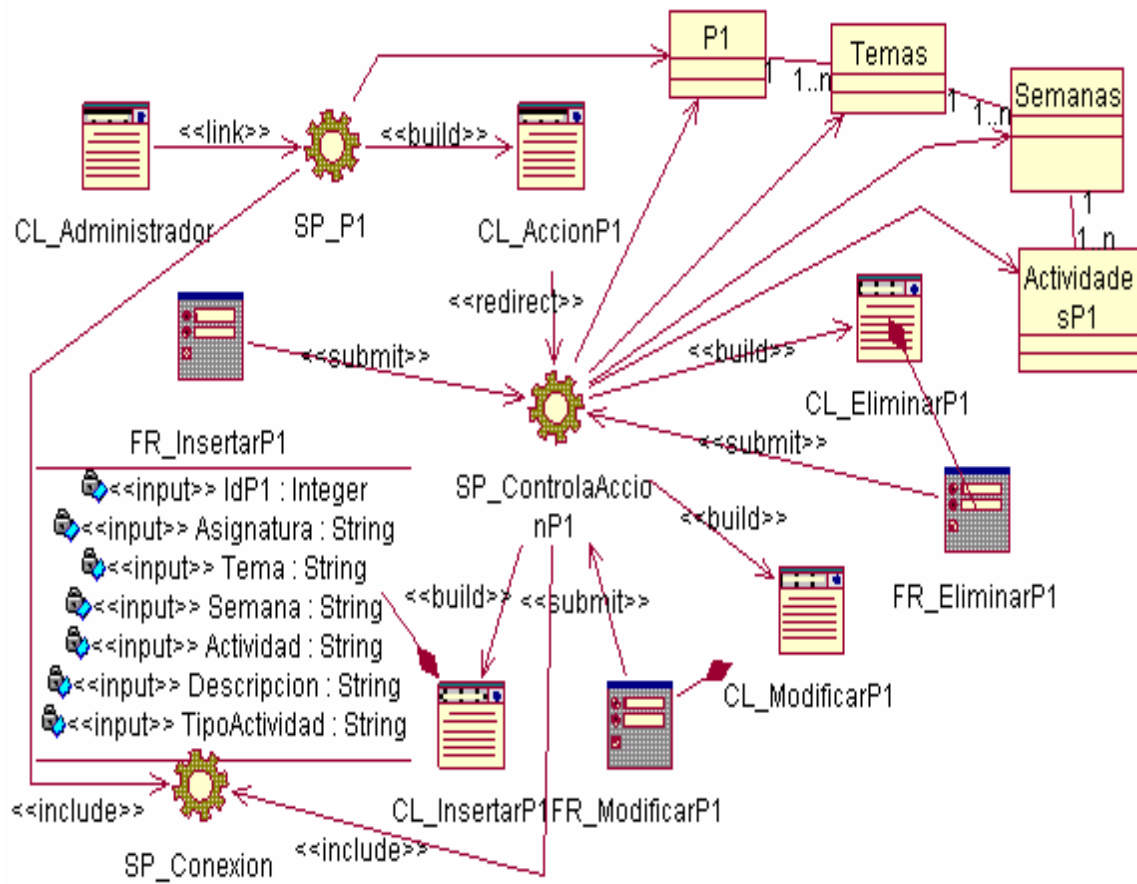 P1
Temas
Semanas
1
1..n
1
1..n
<<link>>
<<build>>
CL_Administrador
SP_P1
CL_AccionP1
1
1..n
Actividade
sP1
<<redirect>>
<<submit>>
<<build>>
CL_EliminarP1
FR_InsertarP1
<<submit>>
<<input>> IdP1 : Integer
<<input>> Asignatura : String
<<input>> Tema : String
<<input>> Semana : String
<<input>> Actividad : String
<<input>> Descripcion : String
<<input>> TipoActividad : String
SP_ControlaAccio
nP1
<<build>>
FR_EliminarP1
<<build>>
<<submit>>
CL_ModificarP1
CL_InsertarP1
FR_ModificarP1
<<include>>
<<include>>
SP_Conexion